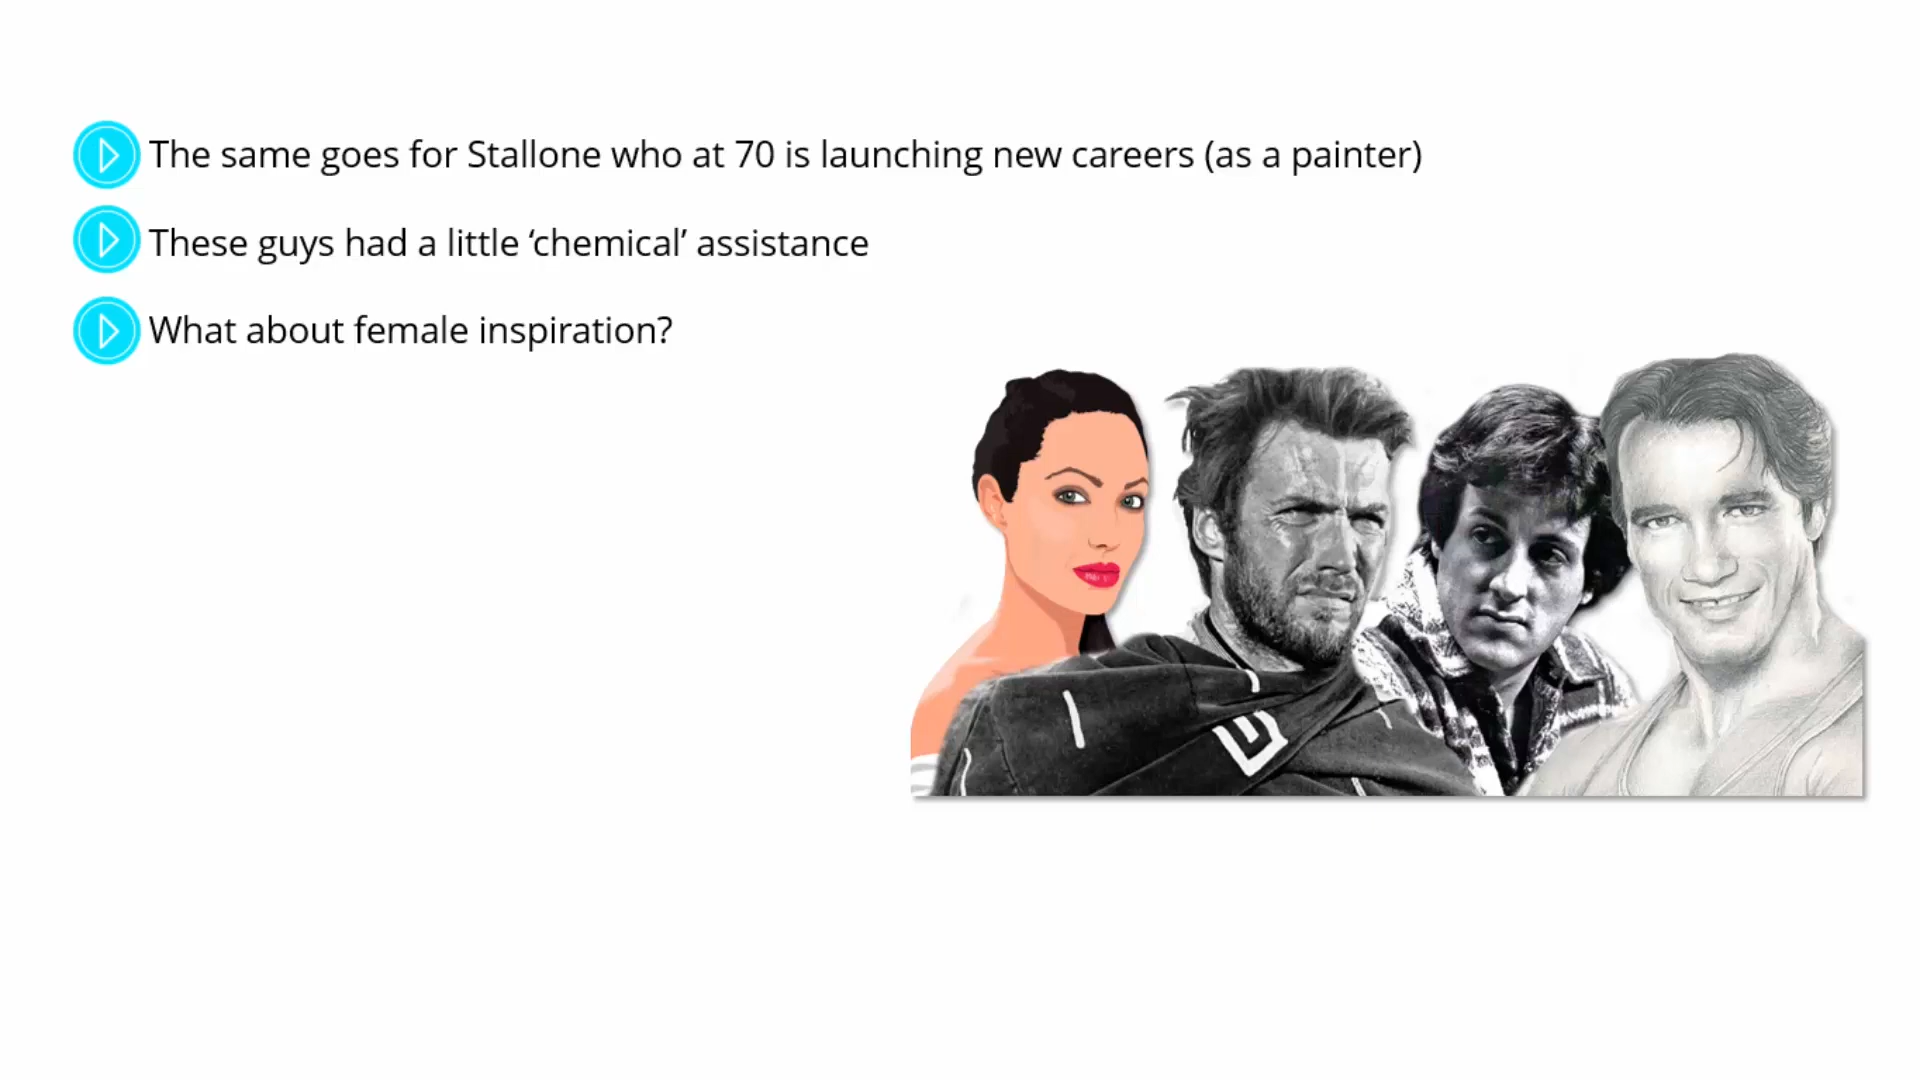 The same goes for Stallone who at 70 is launching new careers (as a painter)
These guys had a little ‘chemical’ assistance
What about female inspiration?